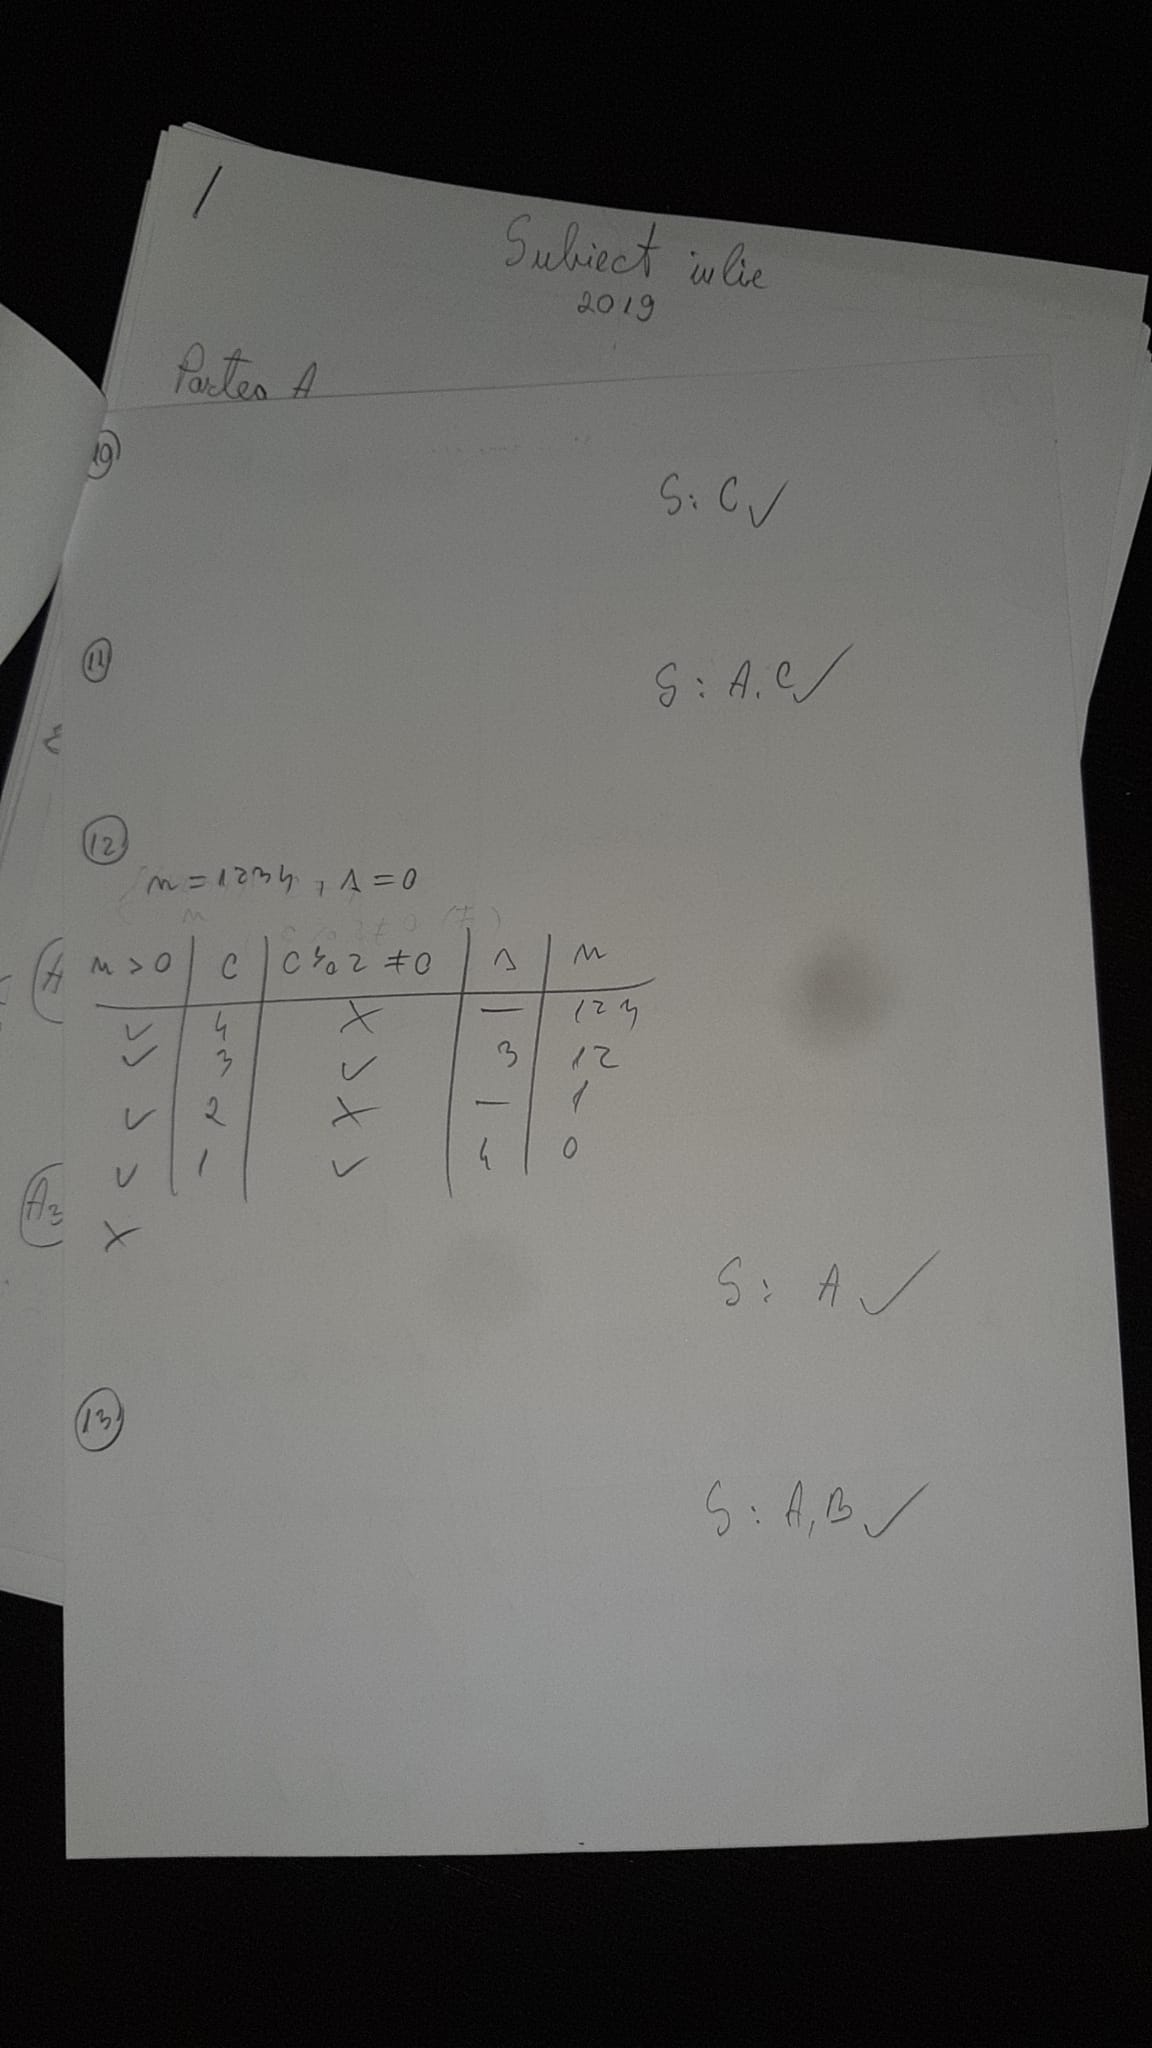 /
Subiect iulie
2019
Partea A
10
S: C ✓
11
S: A, C ✓
12
n = 1234, s = 0
n > 0 | c | c % 2 ≠ 0 | s | n
✓ | 4 | X | — | 123
✓ | 3 | ✓ | 3 | 12
✓ | 2 | X | — | 1
✓ | 1 | ✓ | 4 | 0
X
S: A ✓
13
S: A, B ✓